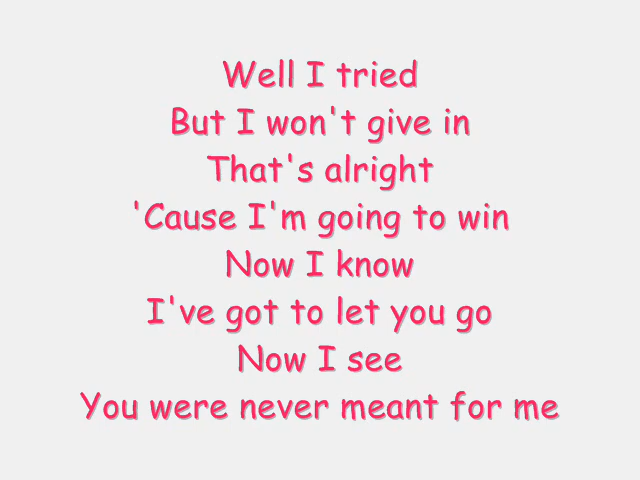 Well I tried
But I won't give in
That's alright
'Cause I'm going to win
Now I know
I've got to let you go
Now I see
You were never meant for me